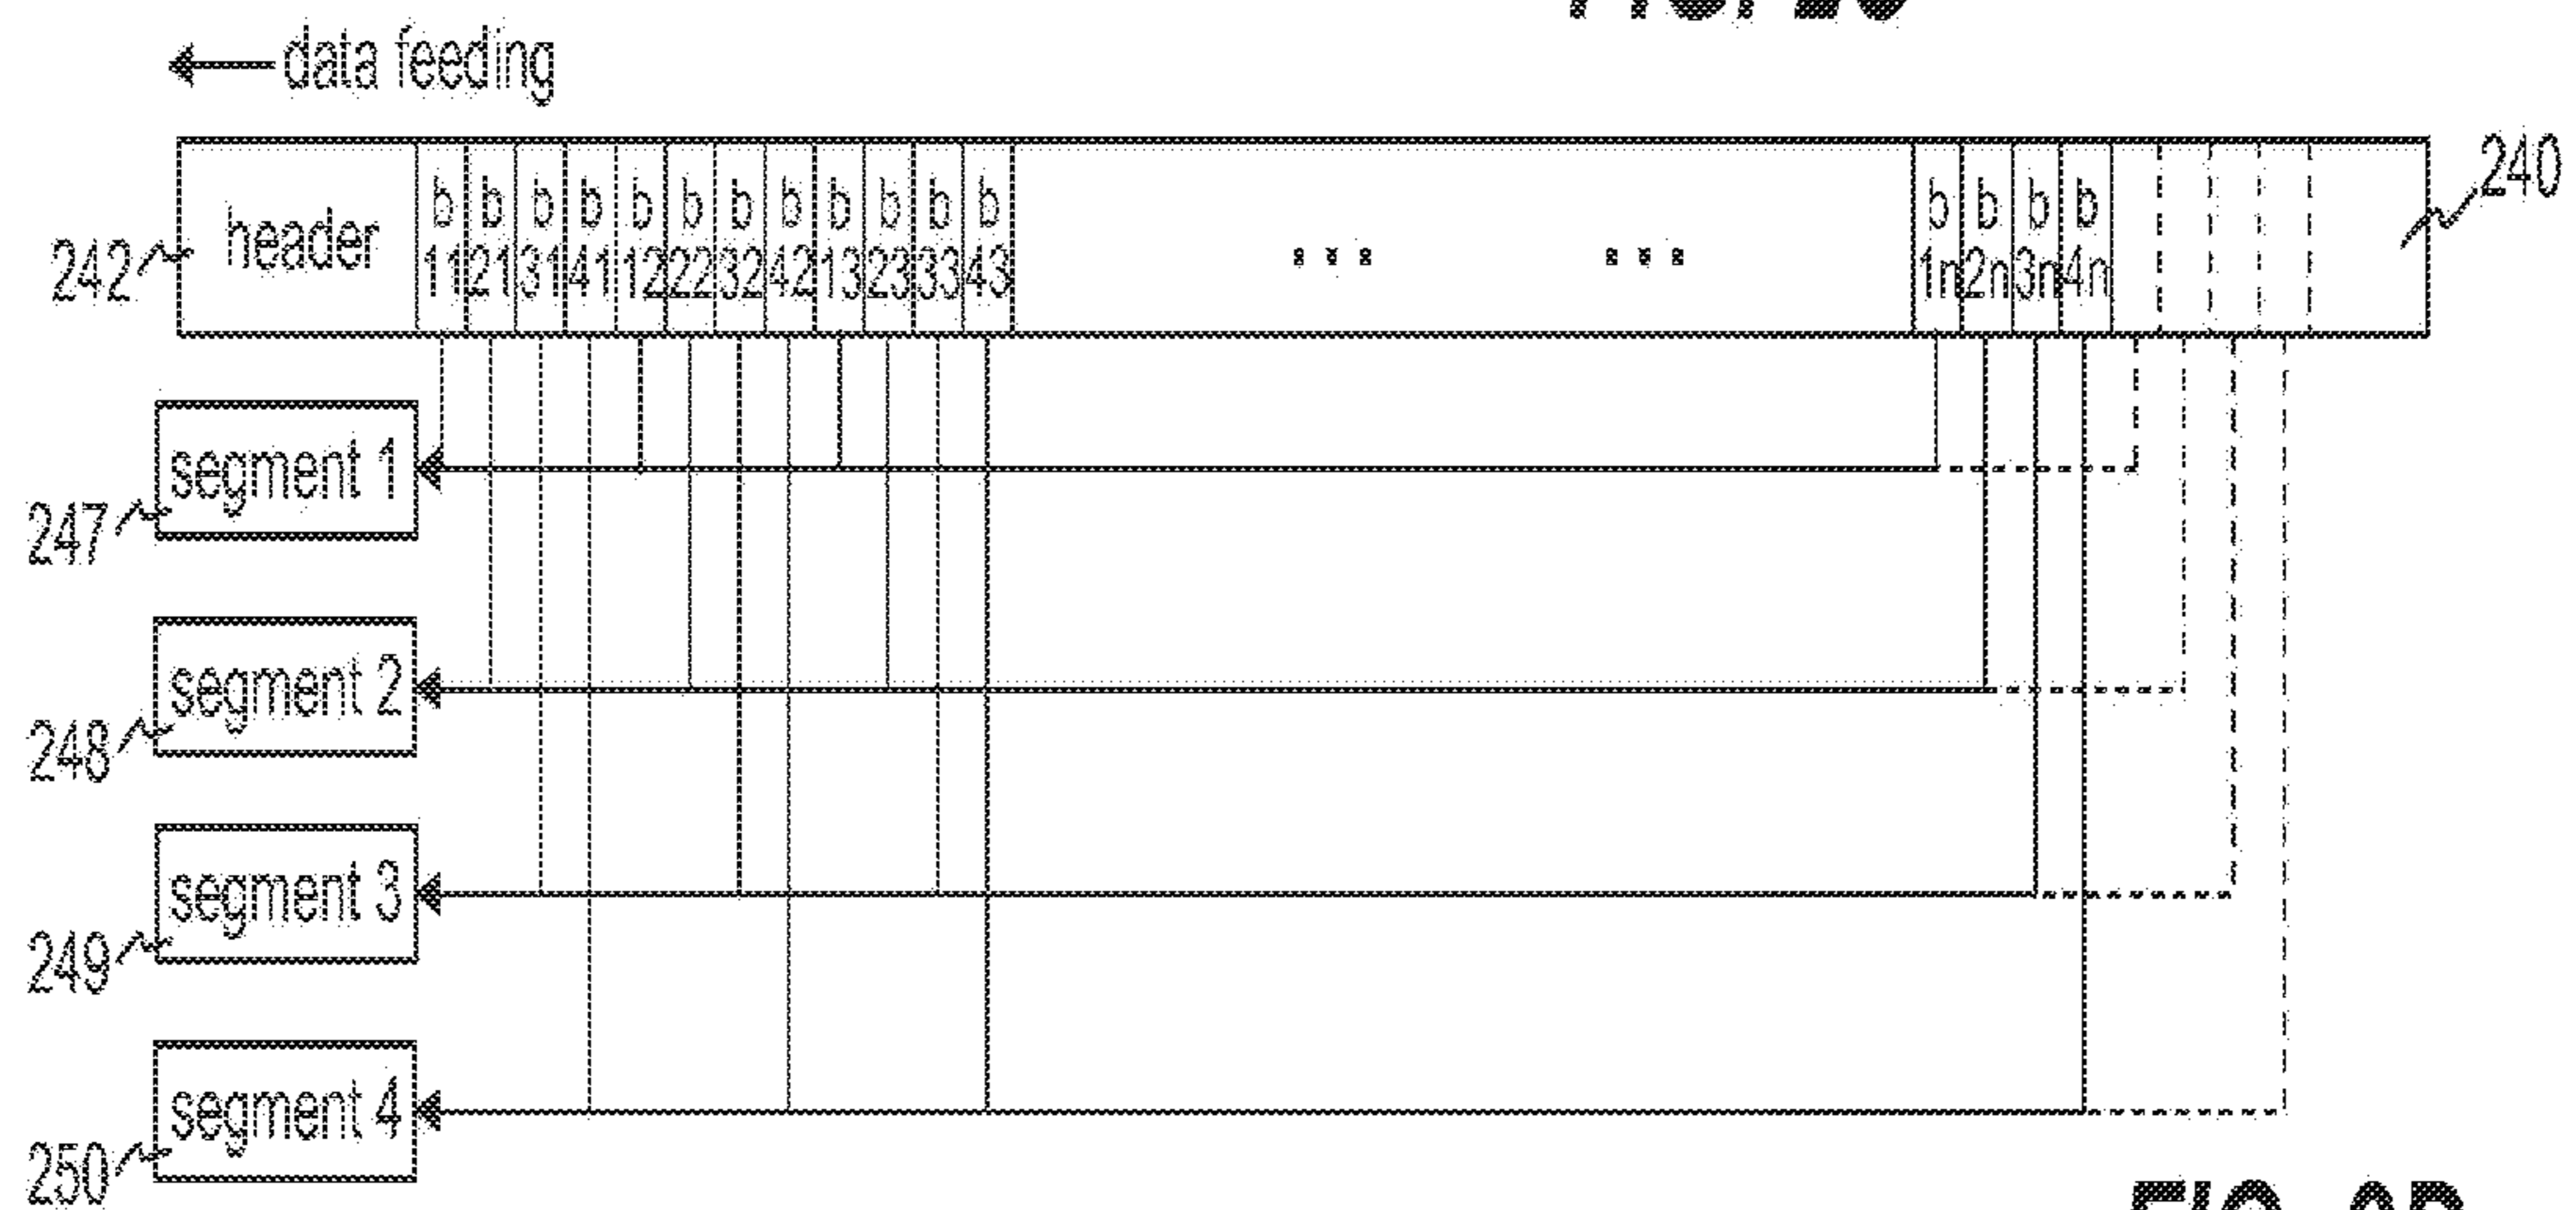 data feeding
header
b 11
b 21
b 31
b 41
b 12
b 22
b 32
b 42
b 13
b 23
b 33
b 43
...
...
b 1n
b 2n
b 3n
b 4n
240
242
segment 1
247
segment 2
248
segment 3
249
segment 4
250